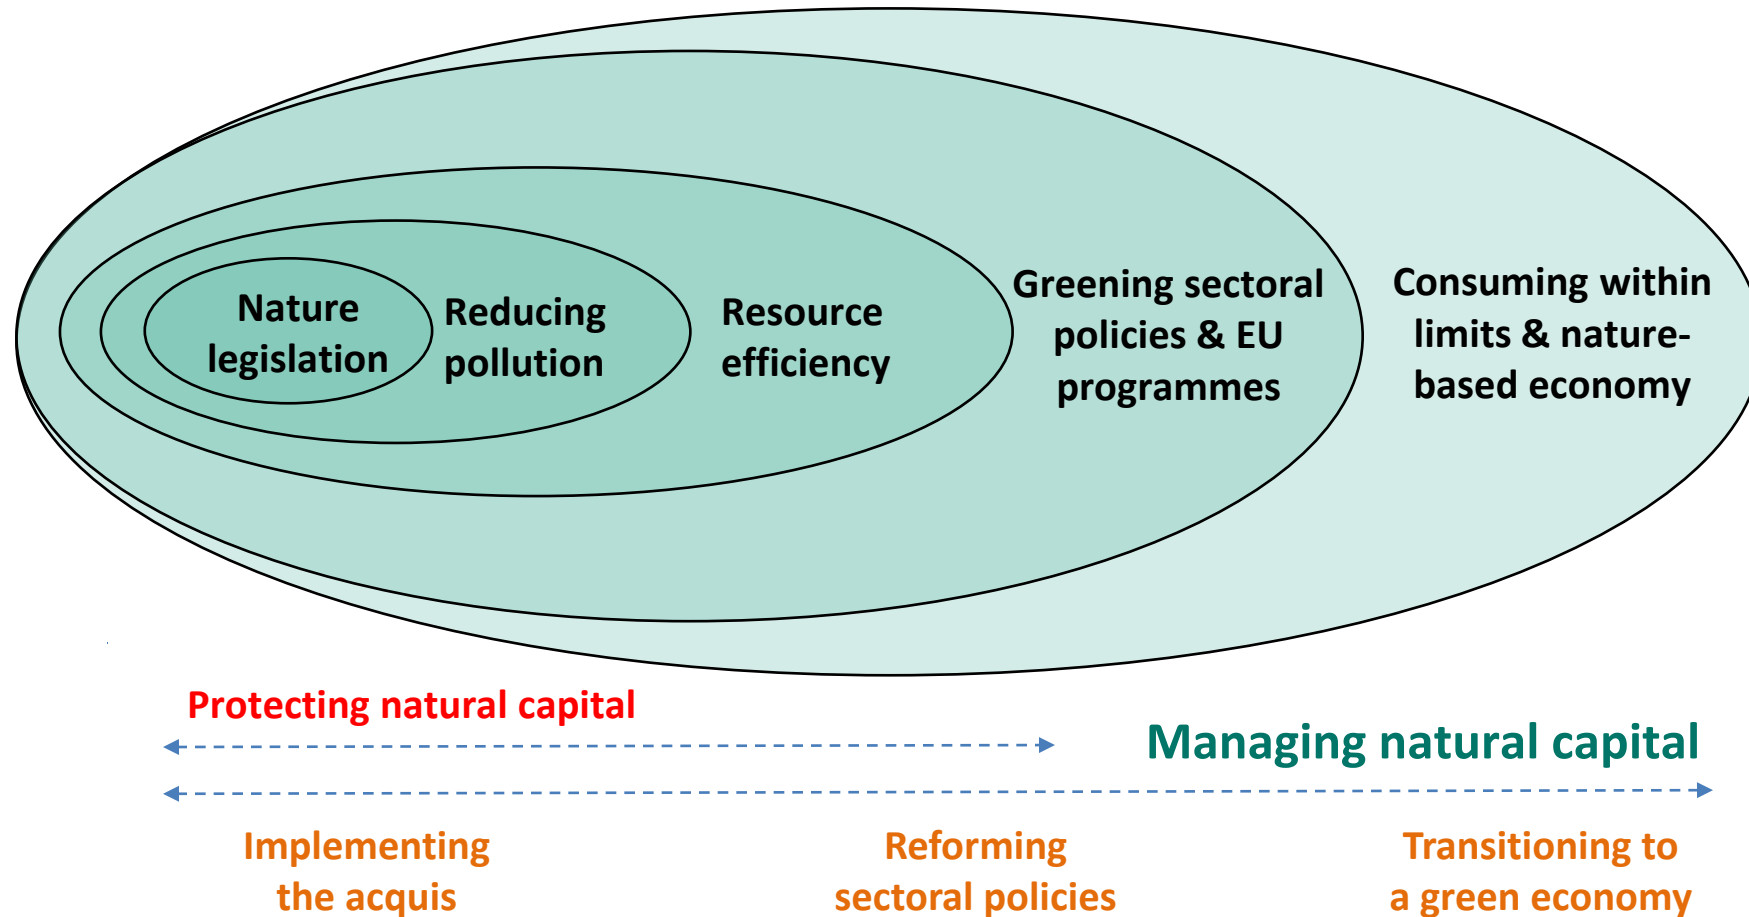 Nature
legislation
Reducing
pollution
Resource
efficiency
Greening sectoral
policies & EU
programmes
Consuming within
limits & nature-
based economy
Protecting natural capital
Managing natural capital
Implementing
the acquis
Reforming
sectoral policies
Transitioning to
a green economy